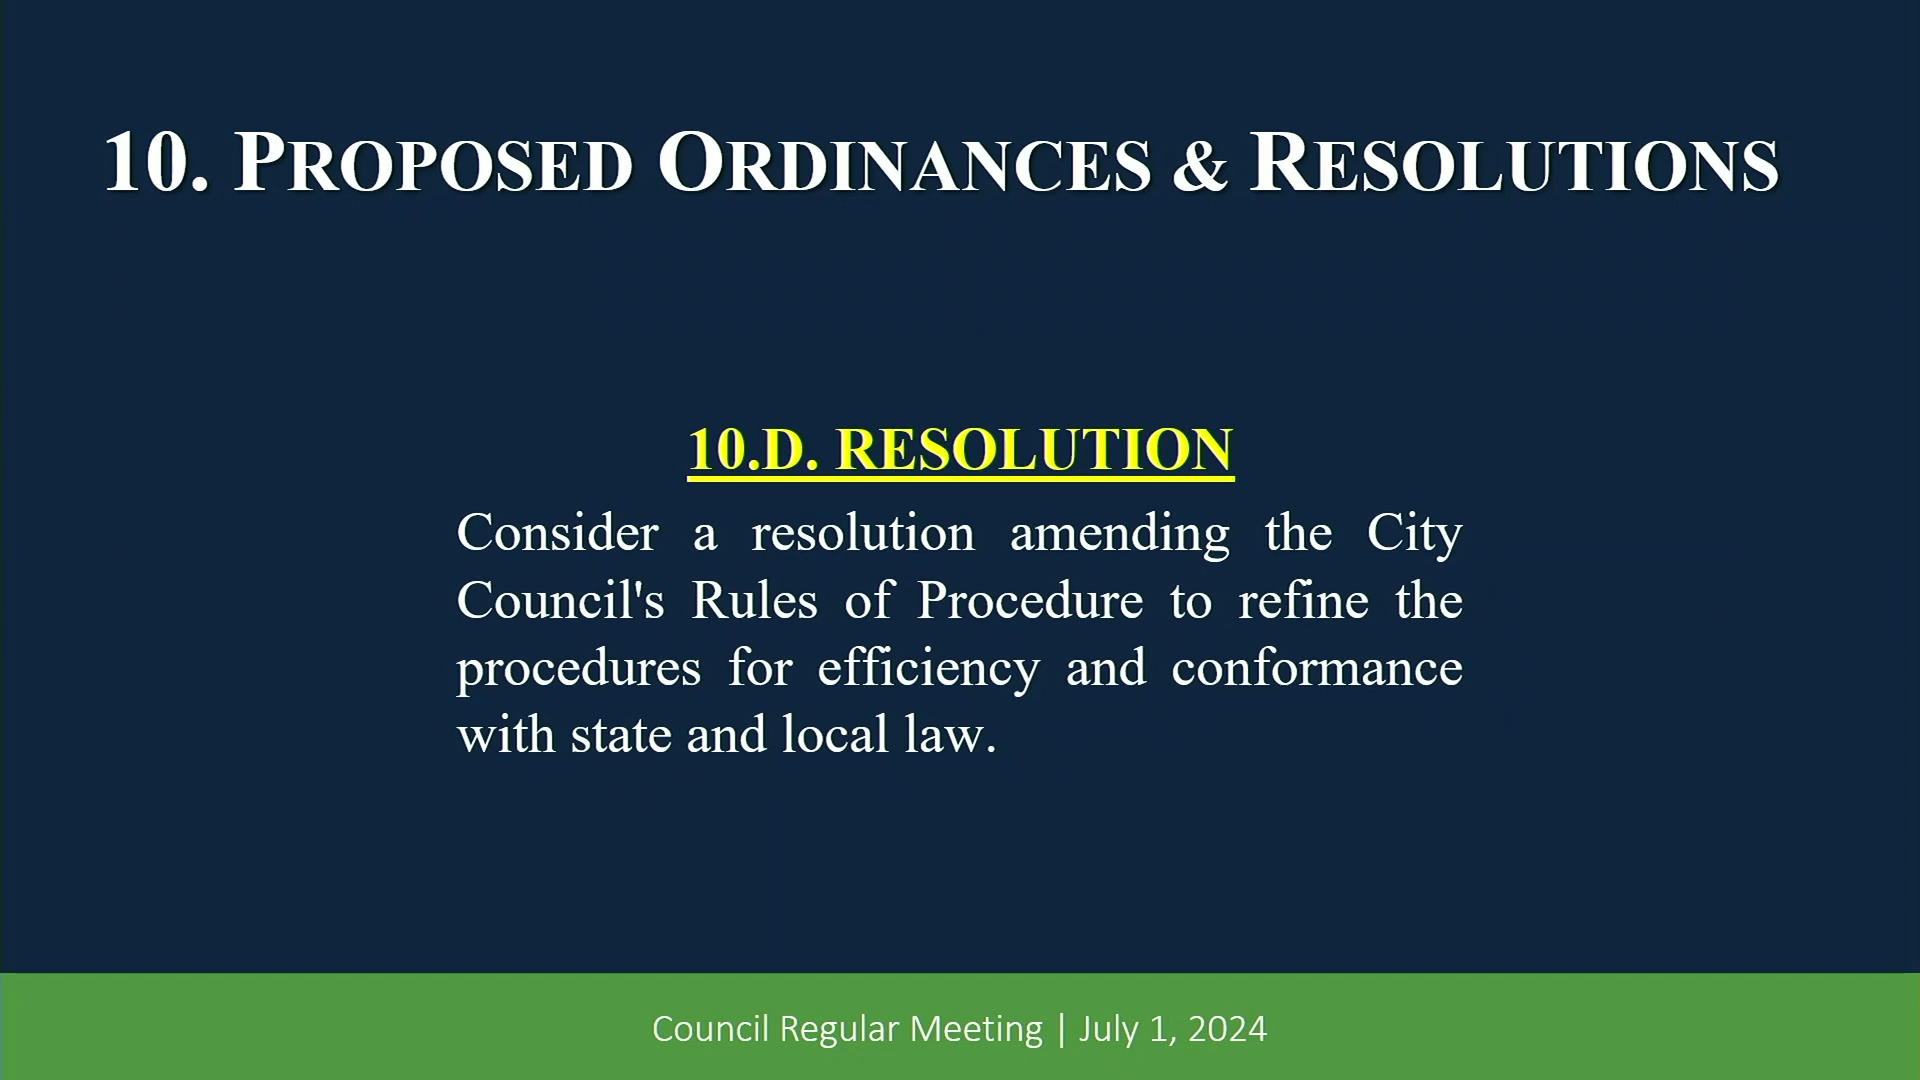 10. PROPOSED ORDINANCES & RESOLUTIONS
10.D. RESOLUTION
Consider a resolution amending the City
Council's Rules of Procedure to refine the
procedures for efficiency and conformance
with state and local law.
Council Regular Meeting | July 1, 2024